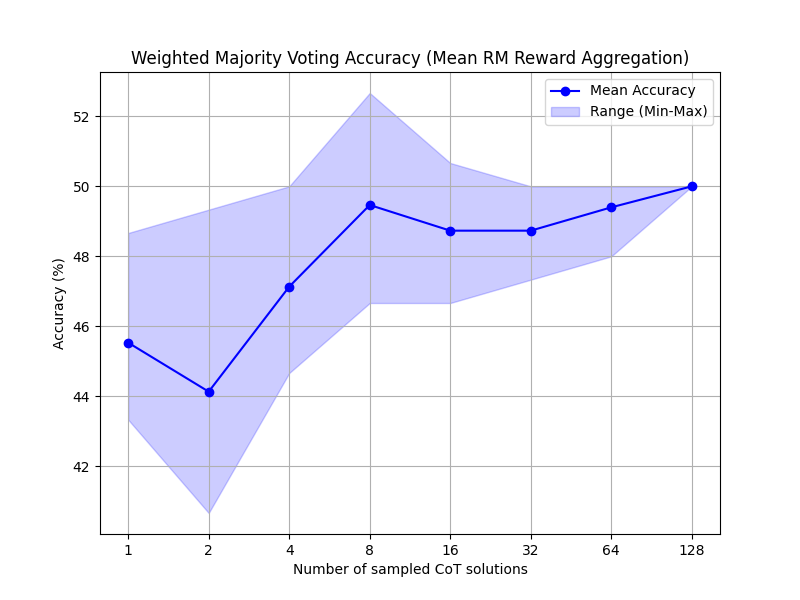 Weighted Majority Voting Accuracy (Mean RM Reward Aggregation)
Mean Accuracy
Range (Min-Max)
Accuracy (%)
52
50
48
46
44
42
1 2 4 8 16 32 64 128
Number of sampled CoT solutions